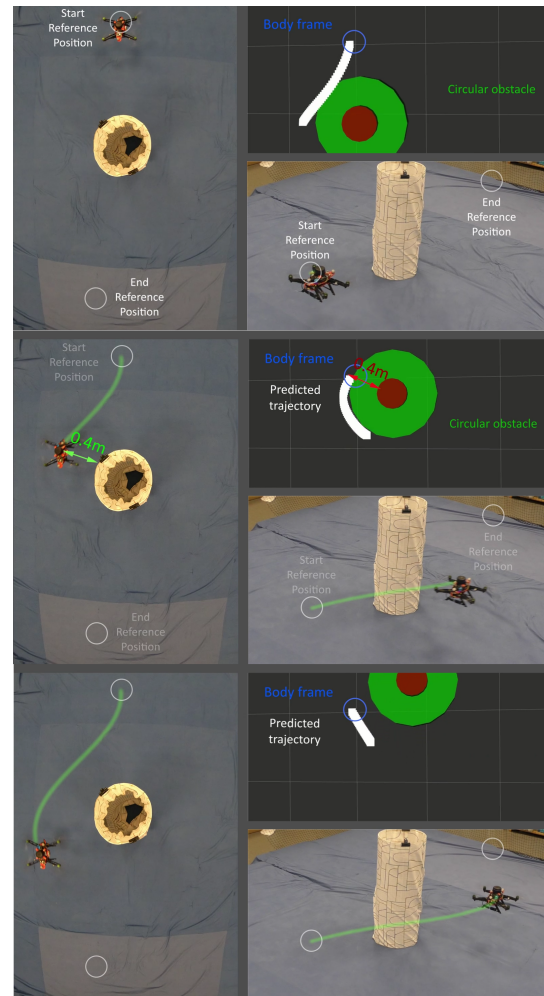 Start
Reference
Position
End
Reference
Position
Body frame
Circular obstacle
Start
Reference
Position
End
Reference
Position
Start
Reference
Position
0.4m
End
Reference
Position
Body frame
0.4m
Predicted
trajectory
Circular obstacle
Start
Reference
Position
End
Reference
Position
Body frame
Predicted
trajectory